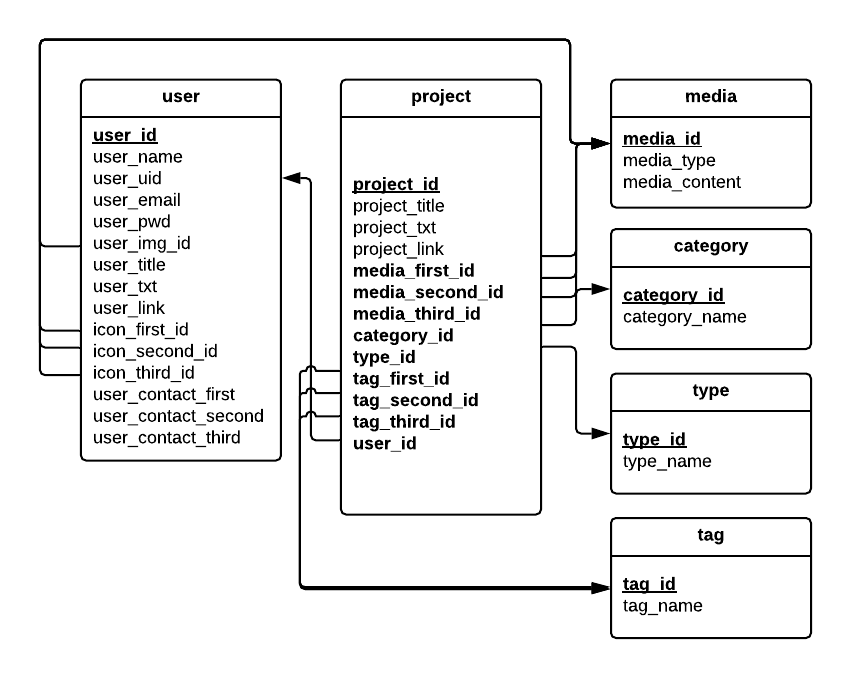 user
user_id
user_name
user_uid
user_email
user_pwd
user_img_id
user_title
user_txt
user_link
icon_first_id
icon_second_id
icon_third_id
user_contact_first
user_contact_second
user_contact_third
project
project_id
project_title
project_txt
project_link
media_first_id
media_second_id
media_third_id
category_id
type_id
tag_first_id
tag_second_id
tag_third_id
user_id
media
media_id
media_type
media_content
category
category_id
category_name
type
type_id
type_name
tag
tag_id
tag_name